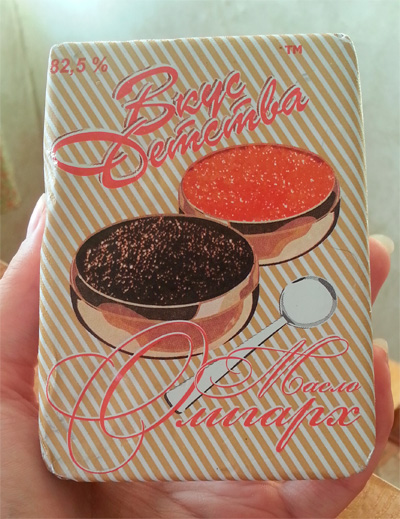 82,5 %
™
Вкус
Детства
Масло
Олигарх